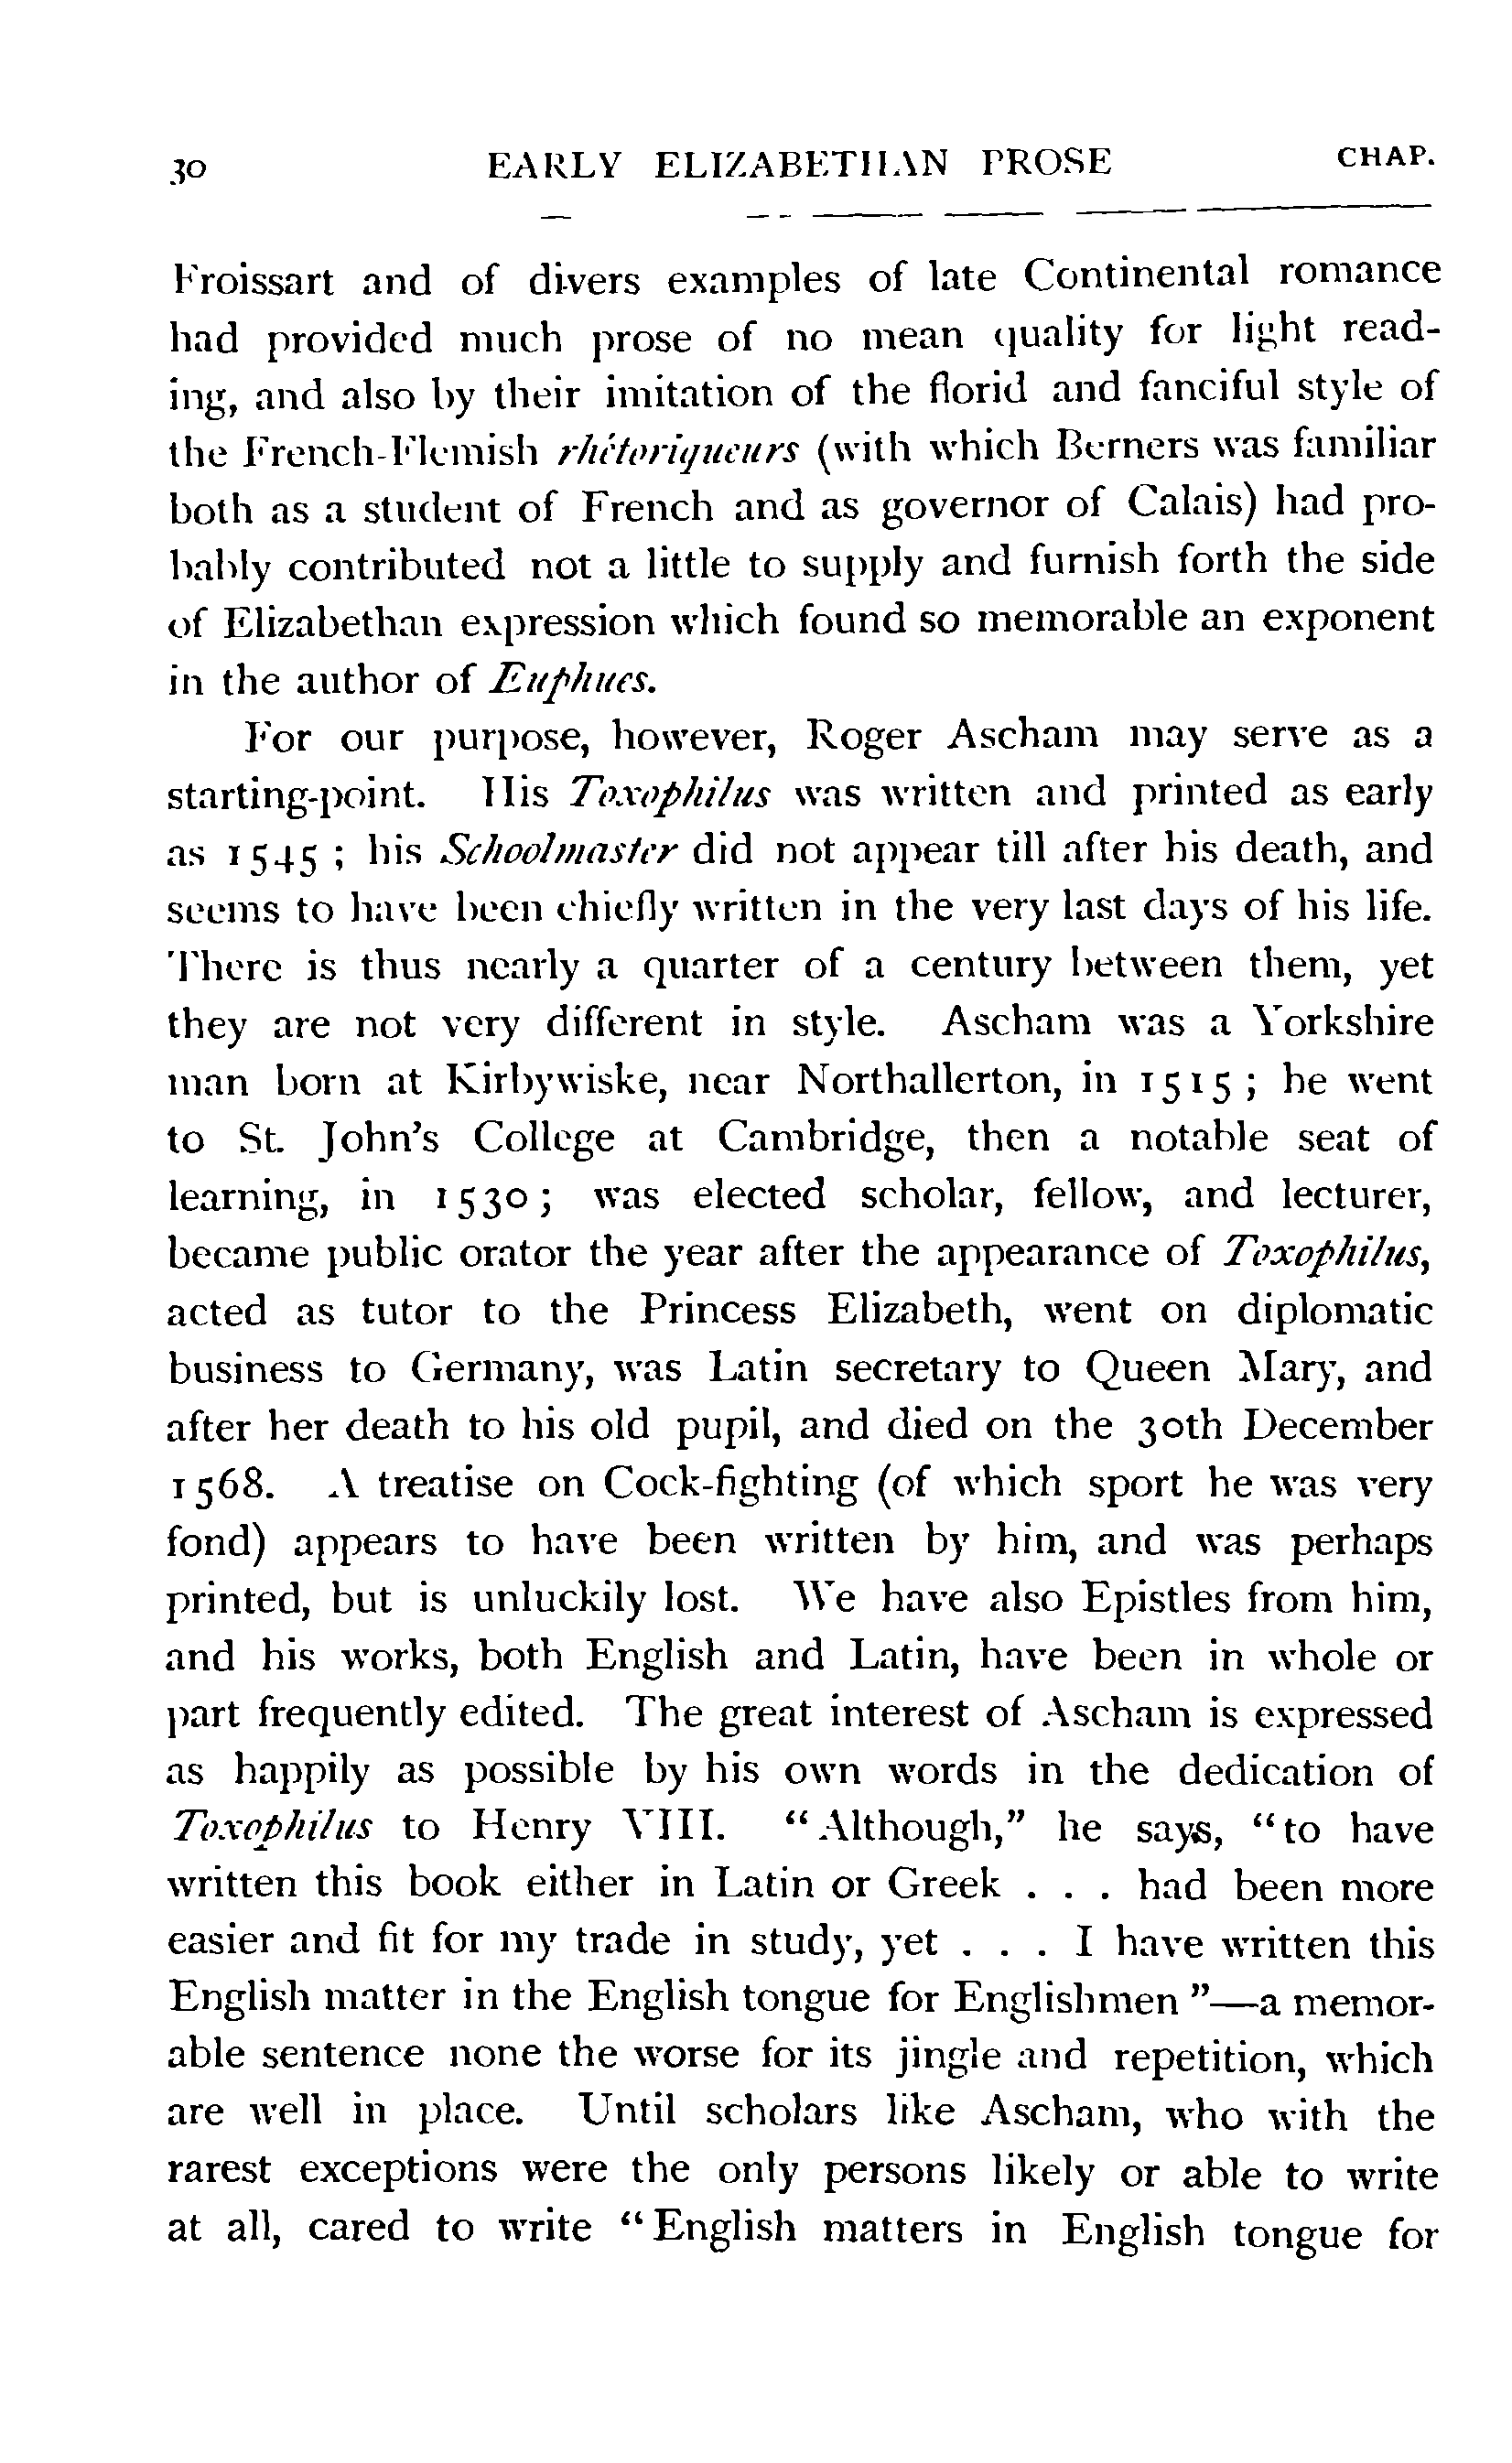 30 EARLY ELIZABETHAN PROSE CHAP.
Froissart and of divers examples of late Continental romance
had provided much prose of no mean quality for light read-
ing, and also by their imitation of the florid and fanciful style of
the French-Flemish rhétoriqueurs (with which Berners was familiar
both as a student of French and as governor of Calais) had pro-
bably contributed not a little to supply and furnish forth the side
of Elizabethan expression which found so memorable an exponent
in the author of Euphues.
For our purpose, however, Roger Ascham may serve as a
starting-point. His Toxophilus was written and printed as early
as 1545 ; his Schoolmaster did not appear till after his death, and
seems to have been chiefly written in the very last days of his life.
There is thus nearly a quarter of a century between them, yet
they are not very different in style. Ascham was a Yorkshire
man born at Kirbywiske, near Northallerton, in 1515 ; he went
to St. John's College at Cambridge, then a notable seat of
learning, in 1530 ; was elected scholar, fellow, and lecturer,
became public orator the year after the appearance of Toxophilus,
acted as tutor to the Princess Elizabeth, went on diplomatic
business to Germany, was Latin secretary to Queen Mary, and
after her death to his old pupil, and died on the 30th December
1568. A treatise on Cock-fighting (of which sport he was very
fond) appears to have been written by him, and was perhaps
printed, but is unluckily lost. We have also Epistles from him,
and his works, both English and Latin, have been in whole or
part frequently edited. The great interest of Ascham is expressed
as happily as possible by his own words in the dedication of
Toxophilus to Henry VIII. “Although,” he says, “to have
written this book either in Latin or Greek . . . had been more
easier and fit for my trade in study, yet . . . I have written this
English matter in the English tongue for Englishmen”—a memor-
able sentence none the worse for its jingle and repetition, which
are well in place. Until scholars like Ascham, who with the
rarest exceptions were the only persons likely or able to write
at all, cared to write “English matters in English tongue for